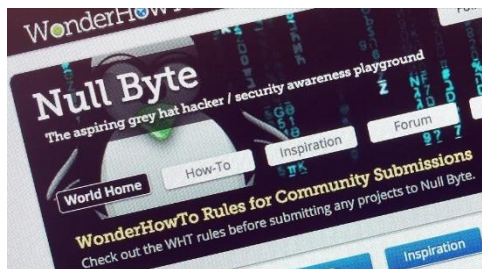 WonderHowT
Null Byte
The aspiring grey hat hacker / security awareness playground
World Home
How-To
Inspiration
Forum
WonderHowTo Rules for Community Submissions
Check out the WHT rules before submitting any projects to Null Byte.
Inspiration